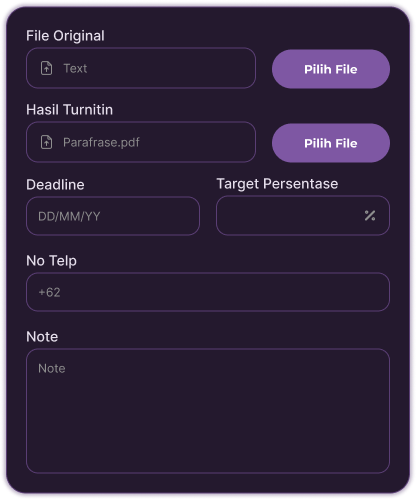 File Original
Text
Pilih File
Hasil Turnitin
Parafrase.pdf
Pilih File
Deadline
Target Persentase
DD/MM/YY
%
No Telp
+62
Note
Note